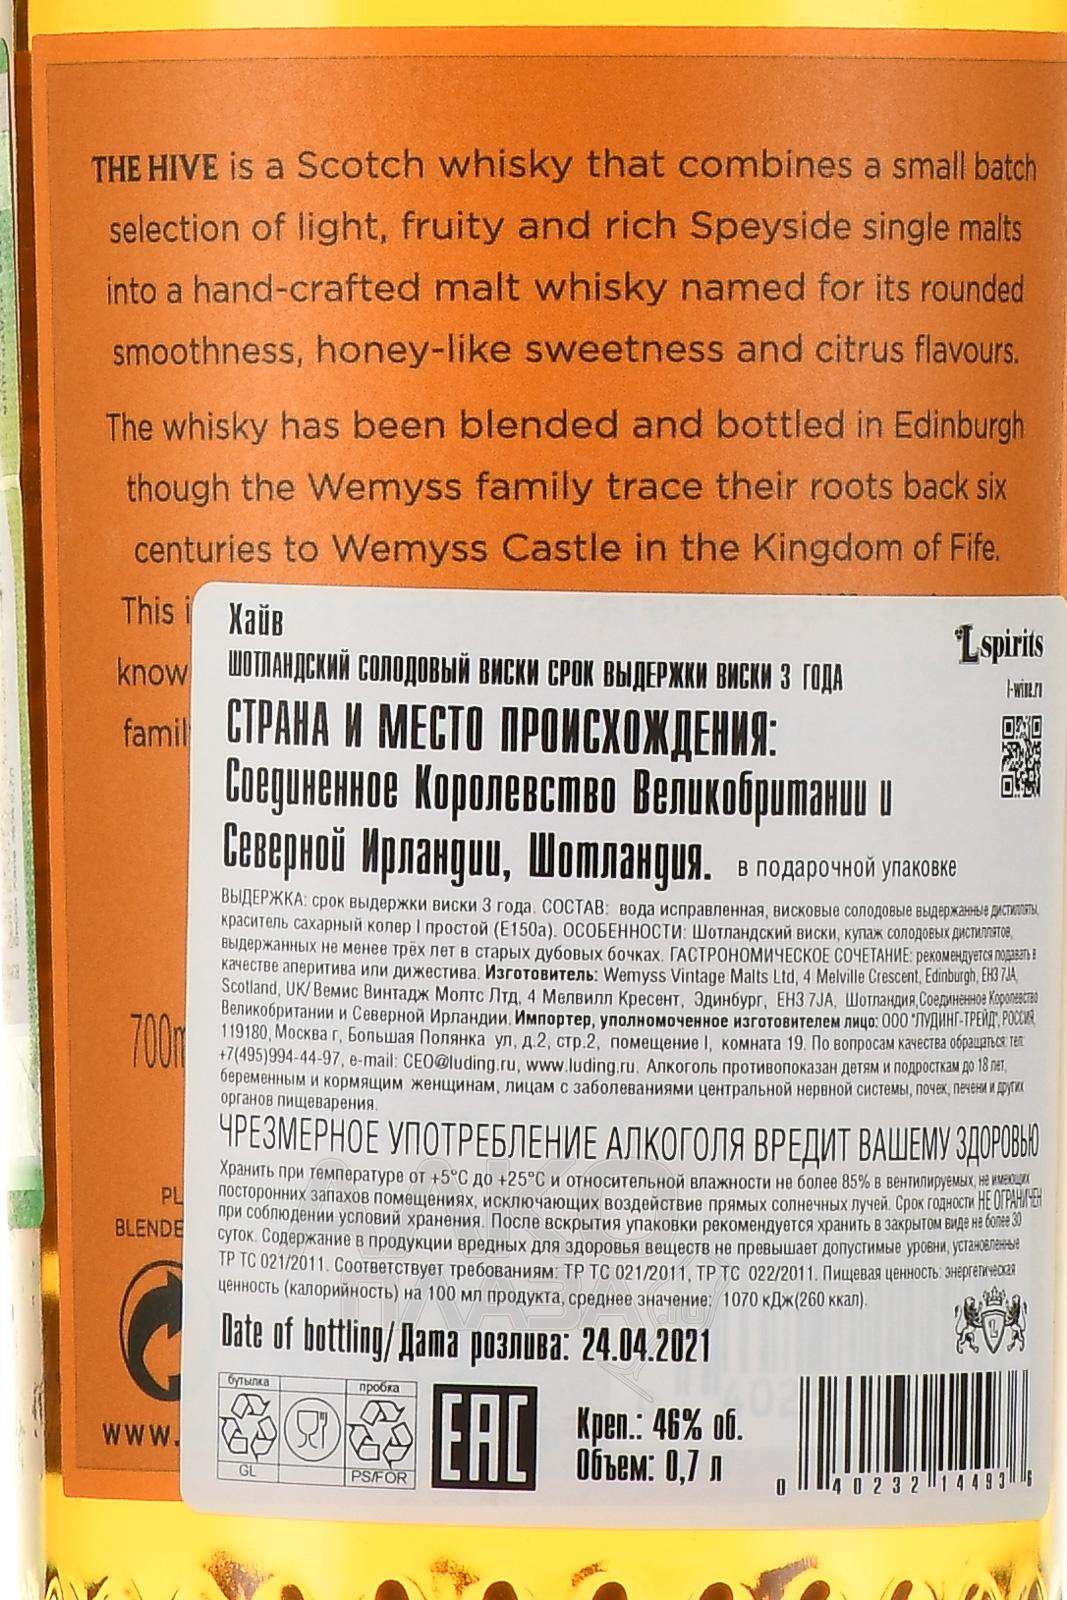 THE HIVE is a Scotch whisky that combines a small batch
selection of light, fruity and rich Speyside single malts
into a hand-crafted malt whisky named for its rounded
smoothness, honey-like sweetness and citrus flavours.
The whisky has been blended and bottled in Edinburgh
though the Wemyss family trace their roots back six
centuries to Wemyss Castle in the Kingdom of Fife.
This i
know
famil
700m
PL
BLENDE
www.
Хайв
ШОТЛАНДСКИЙ СОЛОДОВЫЙ ВИСКИ СРОК ВЫДЕРЖКИ ВИСКИ 3 ГОДА
L spirits
l-wine.ru
СТРАНА И МЕСТО ПРОИСХОЖДЕНИЯ:
Соединенное Королевство Великобритании и
Северной Ирландии, Шотландия. в подарочной упаковке
ВЫДЕРЖКА: срок выдержки виски 3 года. СОСТАВ: вода исправленная, висковые солодовые выдержанные дистилляты,
краситель сахарный колер I простой (Е150а). ОСОБЕННОСТИ: Шотландский виски, купаж солодовых дистиллятов,
выдержанных не менее трёх лет в старых дубовых бочках. ГАСТРОНОМИЧЕСКОЕ СОЧЕТАНИЕ: рекомендуется подавать в
качестве аперитива или дижестива. Изготовитель: Wemyss Vintage Malts Ltd, 4 Melville Crescent, Edinburgh, EH3 7JA,
Scotland, UK/ Вемис Винтадж Молтс Лтд, 4 Мелвилл Кресент, Эдинбург, EH3 7JA, Шотландия, Соединенное Королевство
Великобритании и Северной Ирландии. Импортер, уполномоченное изготовителем лицо: ООО "ЛУДИНГ-ТРЕЙД", РОССИЯ,
119180, Москва г, Большая Полянка ул, д.2, стр.2, помещение I, комната 19. По вопросам качества обращаться: тел:
+7(495)994-44-97, e-mail: CEO@luding.ru, www.luding.ru. Алкоголь противопоказан детям и подросткам до 18 лет,
беременным и кормящим женщинам, лицам с заболеваниями центральной нервной системы, почек, печени и других
органов пищеварения.
ЧРЕЗМЕРНОЕ УПОТРЕБЛЕНИЕ АЛКОГОЛЯ ВРЕДИТ ВАШЕМУ ЗДОРОВЬЮ
Хранить при температуре от +5°С до +25°С и относительной влажности не более 85% в вентилируемых, не имеющих
посторонних запахов помещениях, исключающих воздействие прямых солнечных лучей. Срок годности НЕ ОГРАНИЧЕН
при соблюдении условий хранения. После вскрытия упаковки рекомендуется хранить в закрытом виде не более 30
суток. Содержание в продукции вредных для здоровья веществ не превышает допустимые уровни, установленные
ТР ТС 021/2011. Соответствует требованиям: ТР ТС 021/2011, ТР ТС 022/2011. Пищевая ценность: энергетическая
ценность (калорийность) на 100 мл продукта, среднее значение: 1070 кДж(260 ккал).
Date of bottling/Дата розлива: 24.04.2021
бутылка
пробка
GL
PS/FOR
EAC
Креп.: 46% об.
Объем: 0,7 л
0 40232 14493 6